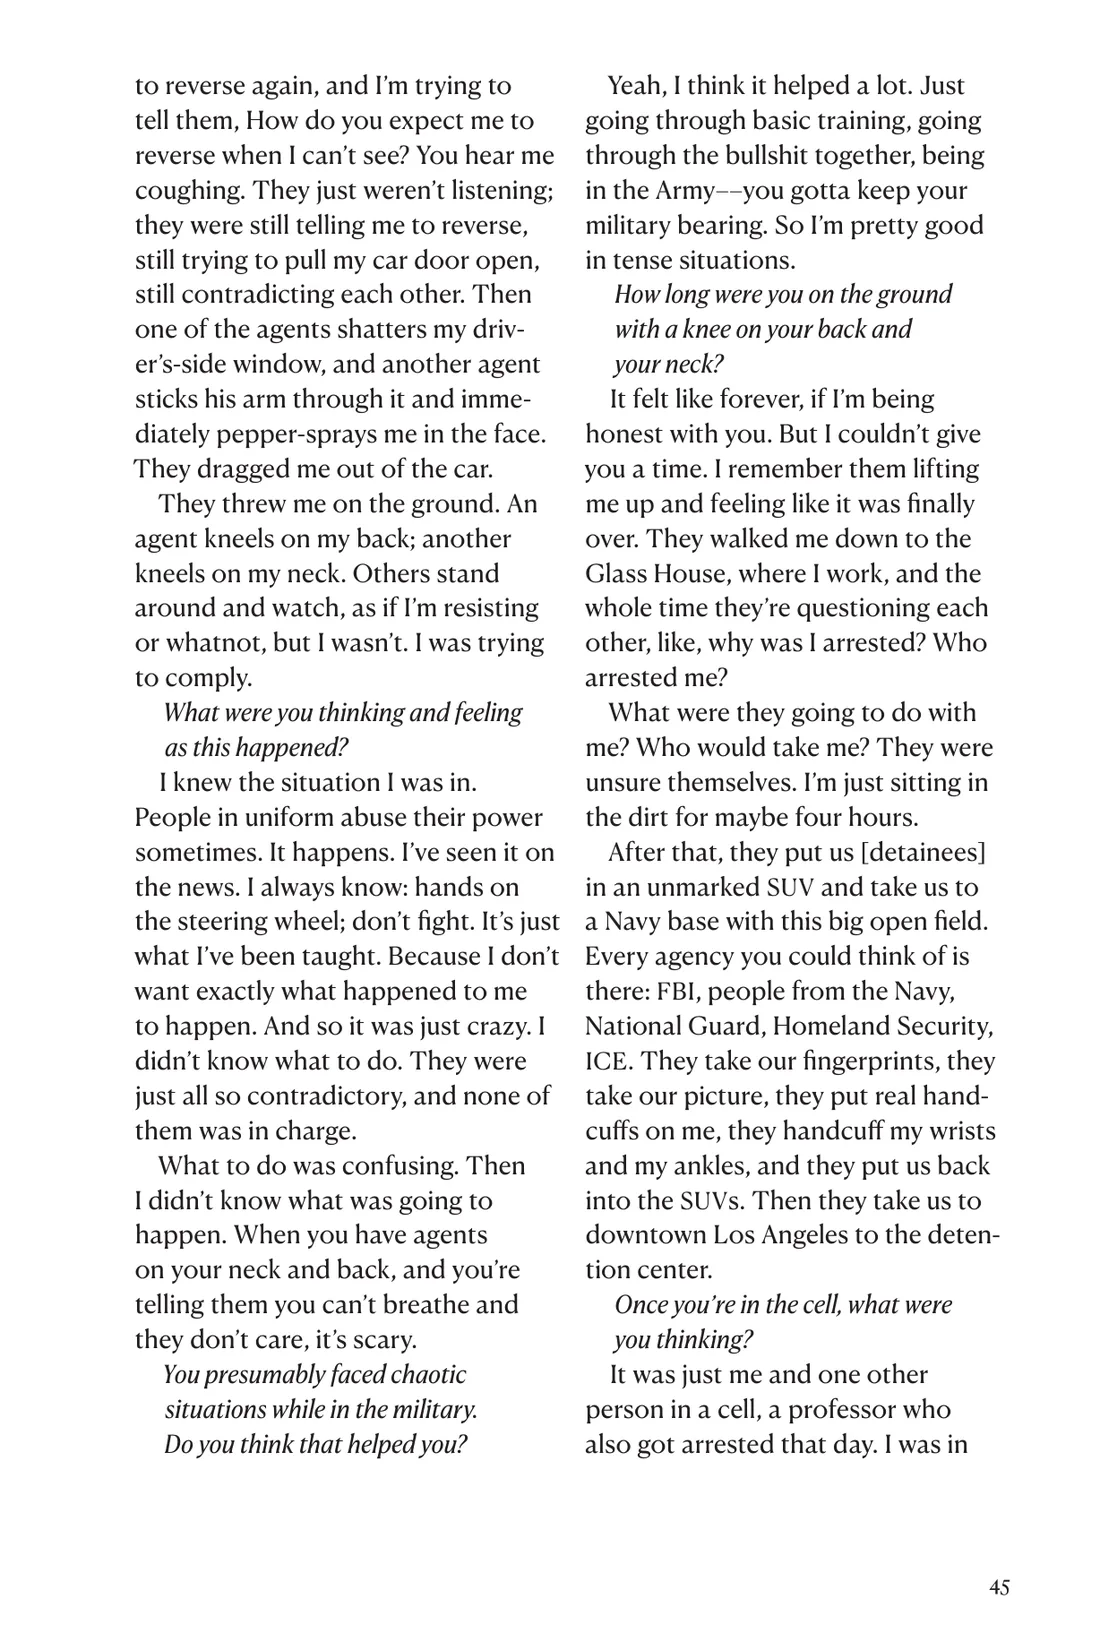 to reverse again, and I’m trying to
tell them, How do you expect me to
reverse when I can’t see? You hear me
coughing. They just weren’t listening;
they were still telling me to reverse,
still trying to pull my car door open,
still contradicting each other. Then
one of the agents shatters my driv-
er’s-side window, and another agent
sticks his arm through it and imme-
diately pepper-sprays me in the face.
They dragged me out of the car.
They threw me on the ground. An
agent kneels on my back; another
kneels on my neck. Others stand
around and watch, as if I’m resisting
or whatnot, but I wasn’t. I was trying
to comply.
What were you thinking and feeling
as this happened?
I knew the situation I was in.
People in uniform abuse their power
sometimes. It happens. I’ve seen it on
the news. I always know: hands on
the steering wheel; don’t fight. It’s just
what I’ve been taught. Because I don’t
want exactly what happened to me
to happen. And so it was just crazy. I
didn’t know what to do. They were
just all so contradictory, and none of
them was in charge.
What to do was confusing. Then
I didn’t know what was going to
happen. When you have agents
on your neck and back, and you’re
telling them you can’t breathe and
they don’t care, it’s scary.
You presumably faced chaotic
situations while in the military.
Do you think that helped you?
Yeah, I think it helped a lot. Just
going through basic training, going
through the bullshit together, being
in the Army––you gotta keep your
military bearing. So I’m pretty good
in tense situations.
How long were you on the ground
with a knee on your back and
your neck?
It felt like forever, if I’m being
honest with you. But I couldn’t give
you a time. I remember them lifting
me up and feeling like it was finally
over. They walked me down to the
Glass House, where I work, and the
whole time they’re questioning each
other, like, why was I arrested? Who
arrested me?
What were they going to do with
me? Who would take me? They were
unsure themselves. I’m just sitting in
the dirt for maybe four hours.
After that, they put us [detainees]
in an unmarked SUV and take us to
a Navy base with this big open field.
Every agency you could think of is
there: FBI, people from the Navy,
National Guard, Homeland Security,
ICE. They take our fingerprints, they
take our picture, they put real hand-
cuffs on me, they handcuff my wrists
and my ankles, and they put us back
into the SUVs. Then they take us to
downtown Los Angeles to the deten-
tion center.
Once you’re in the cell, what were
you thinking?
It was just me and one other
person in a cell, a professor who
also got arrested that day. I was in
45